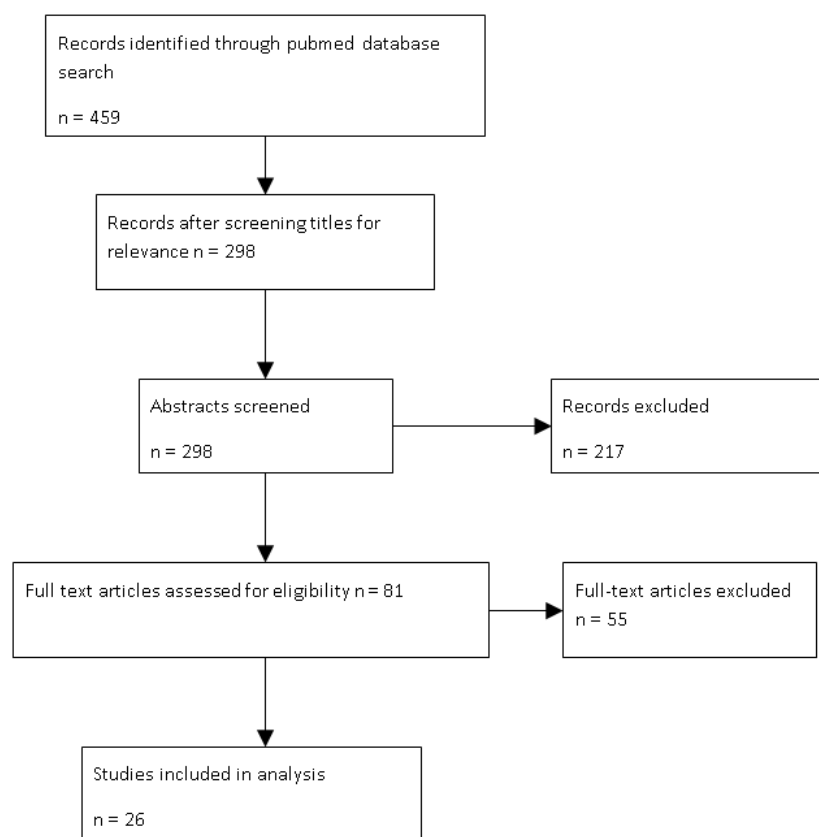 Records identified through pubmed database
search
n = 459
Records after screening titles for
relevance n = 298
Abstracts screened
n = 298
Records excluded
n = 217
Full text articles assessed for eligibility n = 81
Full-text articles excluded
n = 55
Studies included in analysis
n = 26